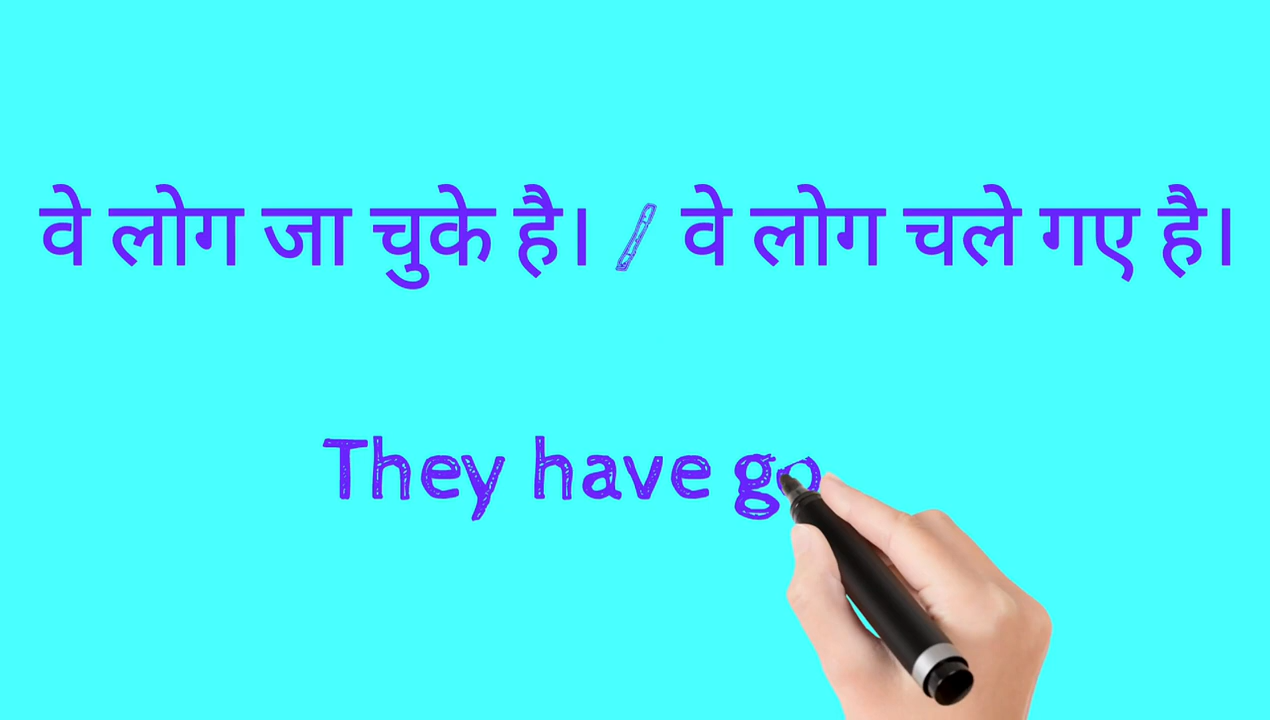 वे लोग जा चुके है। / वे लोग चले गए है।
They have go